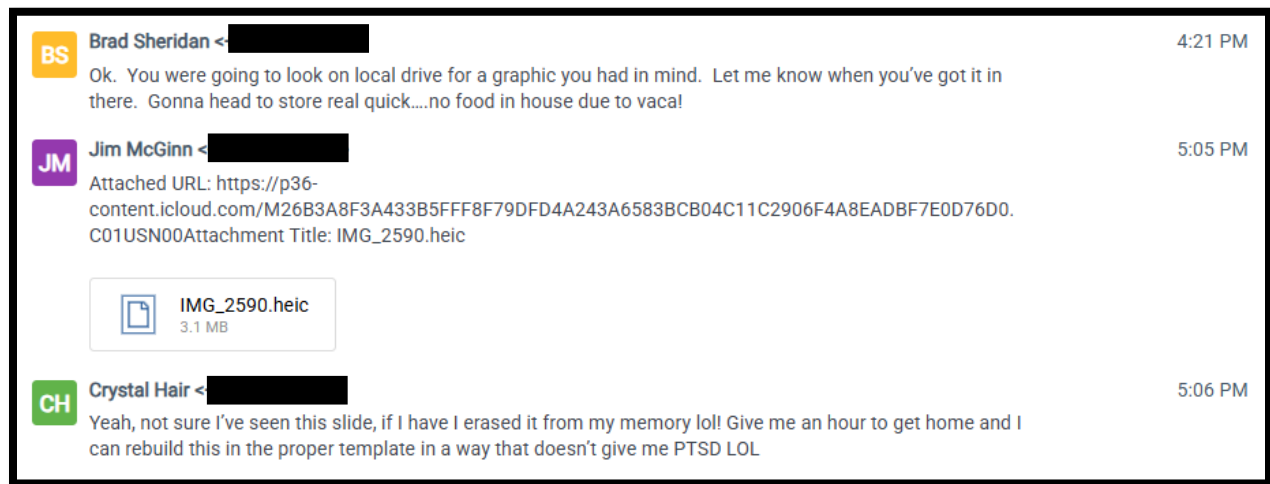 BS
Brad Sheridan <
4:21 PM
Ok.  You were going to look on local drive for a graphic you had in mind.  Let me know when you’ve got it in
there.  Gonna head to store real quick….no food in house due to vaca!
JM
Jim McGinn <
5:05 PM
Attached URL: https://p36-
content.icloud.com/M26B3A8F3A433B5FFF8F79DFD4A243A6583BCB04C11C2906F4A8EADBF7E0D76D0.
C01USN00Attachment Title: IMG_2590.heic
IMG_2590.heic
3.1 MB
CH
Crystal Hair <
5:06 PM
Yeah, not sure I’ve seen this slide, if I have I erased it from my memory lol! Give me an hour to get home and I
can rebuild this in the proper template in a way that doesn’t give me PTSD LOL